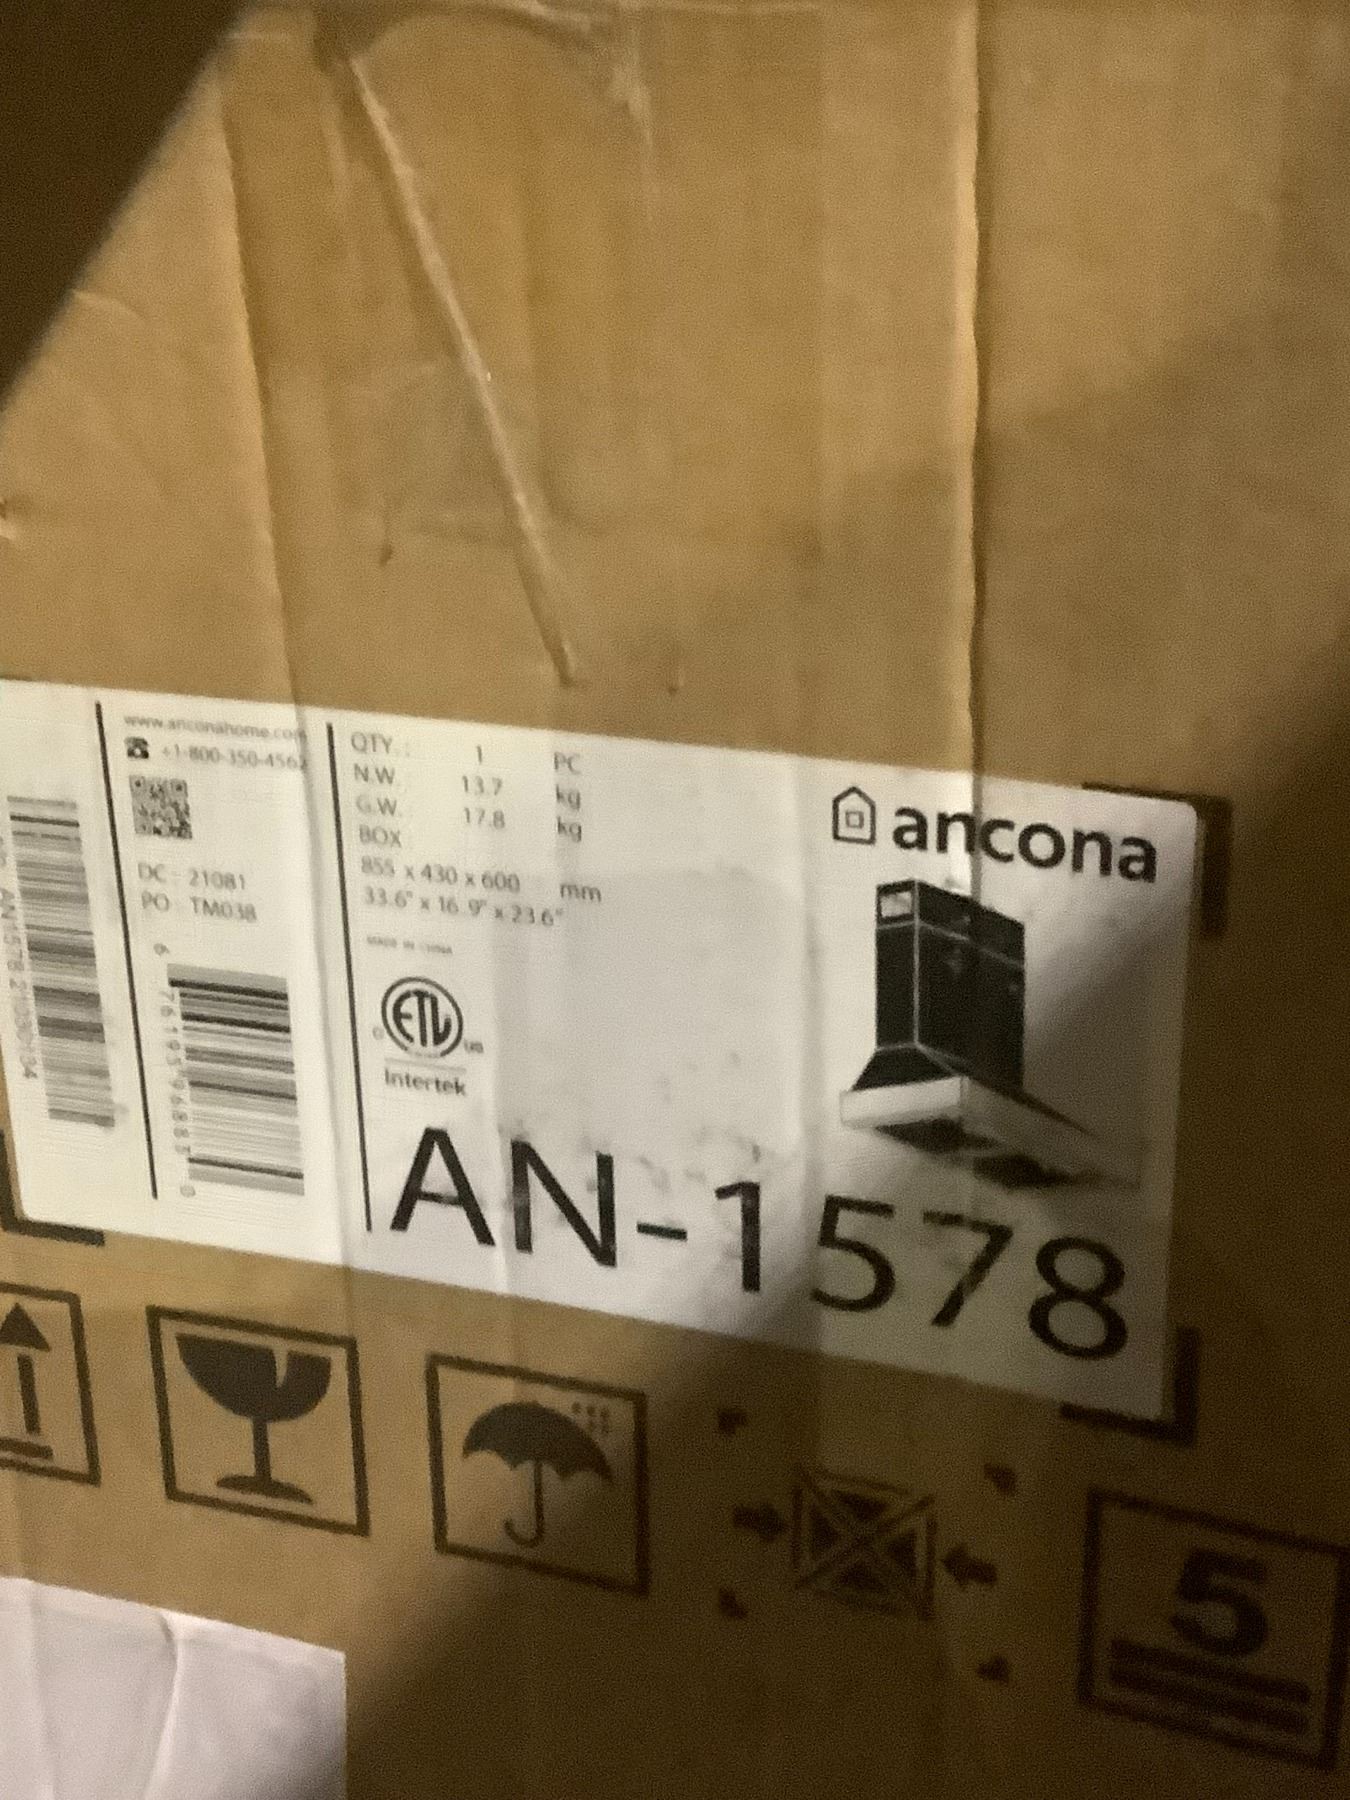 www.anconahome.com
+1-800-350-4562
DC : 21081
PO : TM038
QTY. : 1 PC
N.W. : 13.7 kg
G.W. : 17.8 kg
BOX :
855 x 430 x 600 mm
33.6" x 16.9" x 23.6"
MADE IN CHINA
c ETL us
Intertek
ancona
AN-1578
5